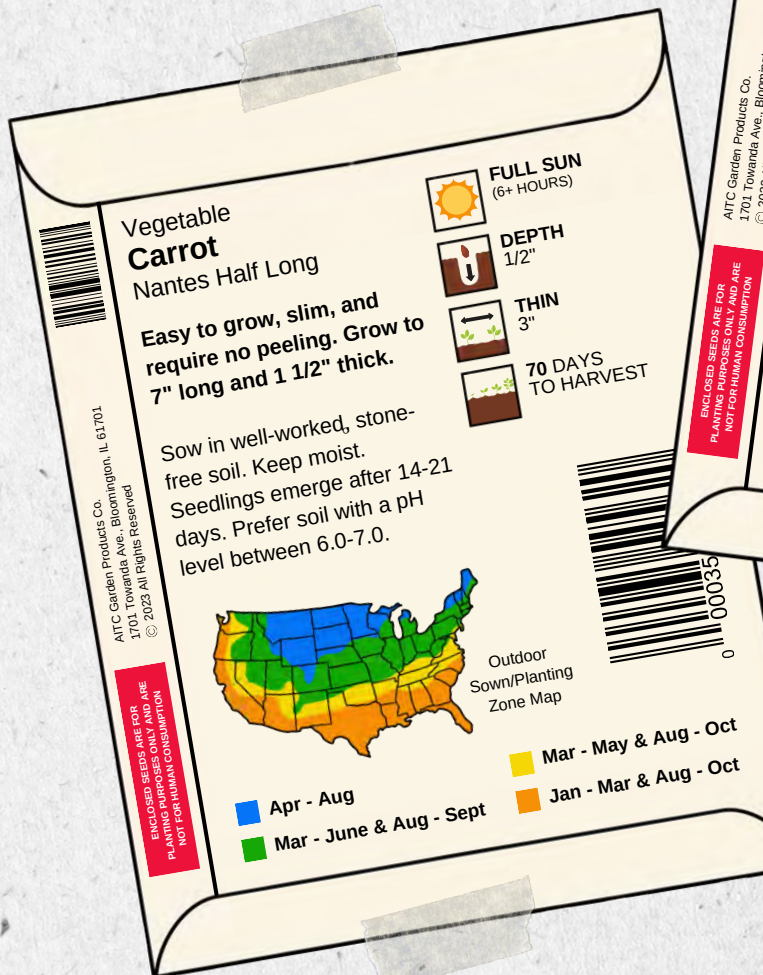 Vegetable
Carrot
Nantes Half Long
Easy to grow, slim, and
require no peeling. Grow to
7" long and 1 1/2" thick.
Sow in well-worked, stone-
free soil. Keep moist.
Seedlings emerge after 14-21
days. Prefer soil with a pH
level between 6.0-7.0.
FULL SUN
(6+ HOURS)
DEPTH
1/2"
THIN
3"
70 DAYS
TO HARVEST
Outdoor
Sown/Planting
Zone Map
Apr - Aug
Mar - June & Aug - Sept
Mar - May & Aug - Oct
Jan - Mar & Aug - Oct
0 00035
AITC Garden Products Co.
1701 Towanda Ave., Bloomington, IL 61701
© 2023 All Rights Reserved
ENCLOSED SEEDS ARE FOR
PLANTING PURPOSES ONLY AND ARE
NOT FOR HUMAN CONSUMPTION
AITC Garden Products Co.
1701 Towanda Ave.,
©
ENCLOSED SEEDS ARE FOR
PLANTING PURPOSES ONLY AND ARE
NOT FOR HUMAN CONSUMPTION